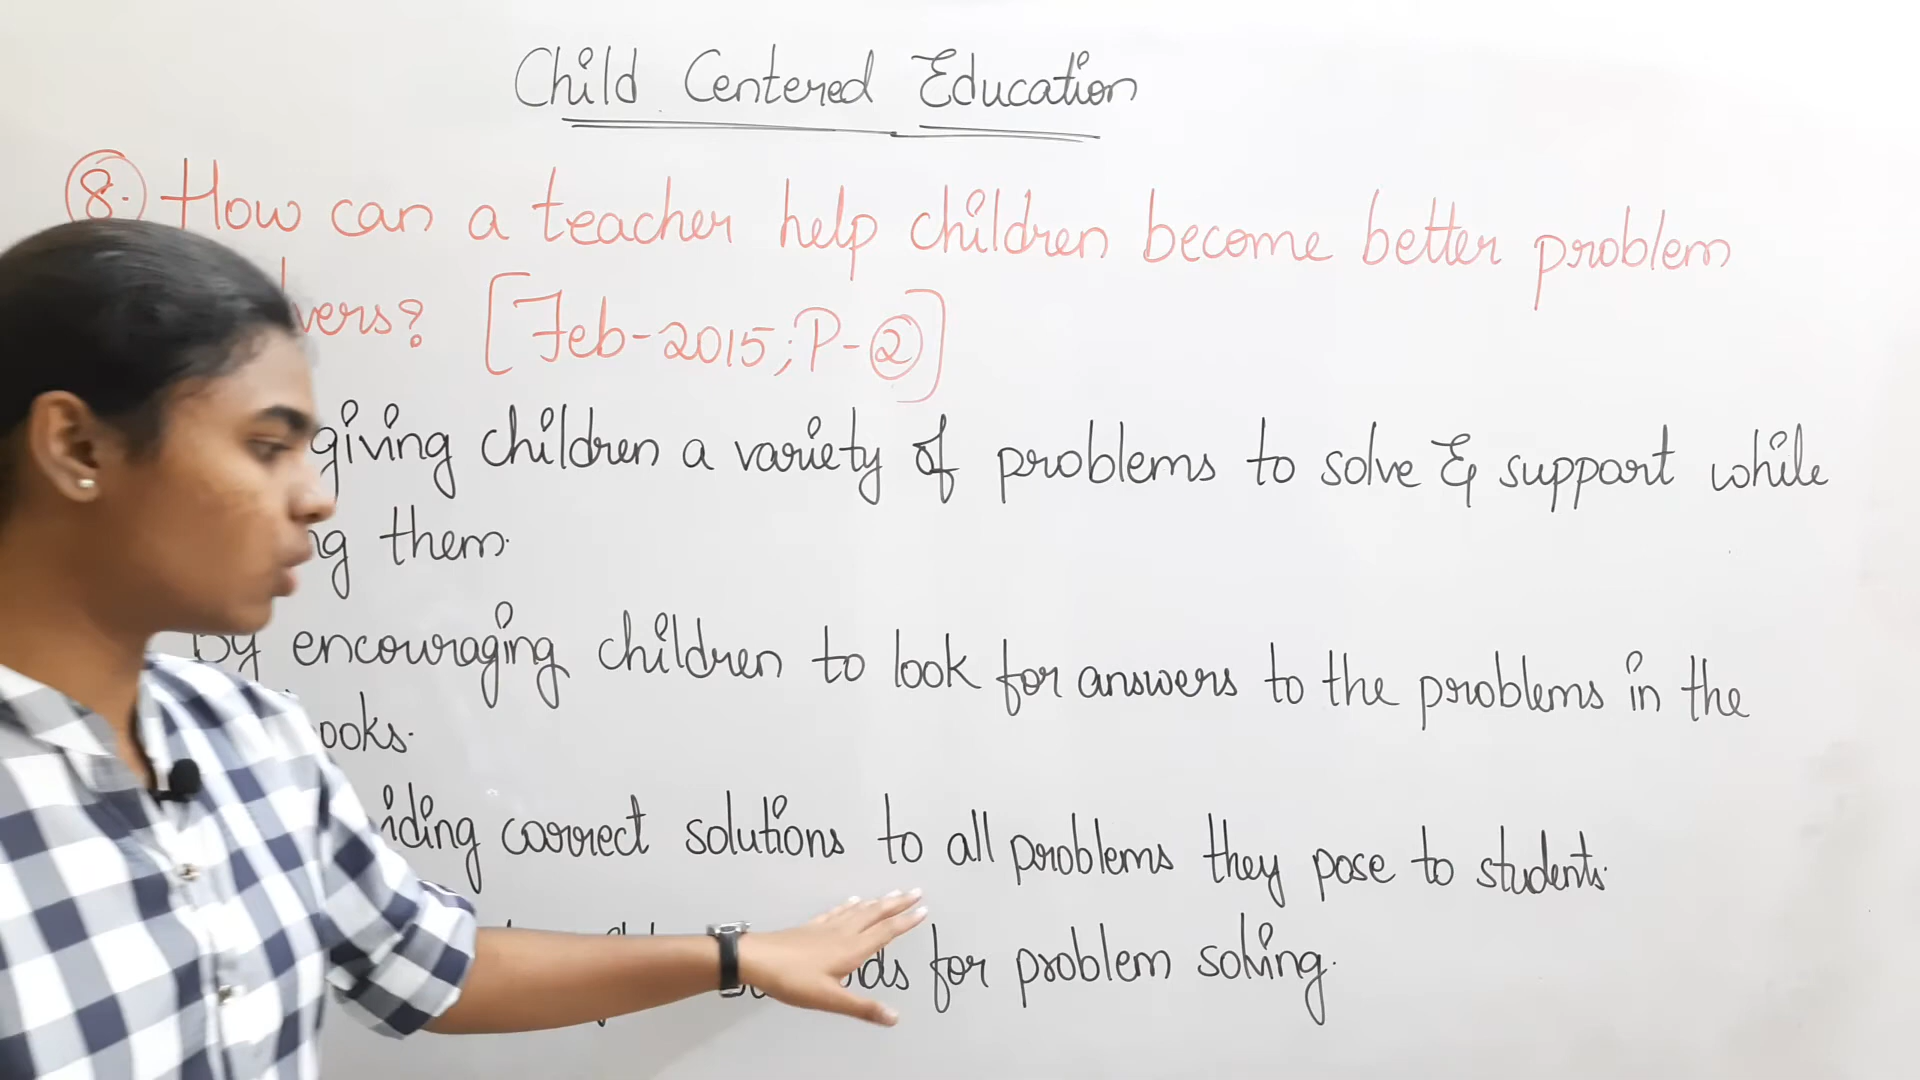 Child Centered Education
8. How can a teacher help children become better problem
vers? [Feb-2015; P-2]
giving children a variety of problems to solve & support while
ng them.
By encouraging children to look for answers to the problems in the
ooks.
iding correct solutions to all problems they pose to students.
ds for problem solving.